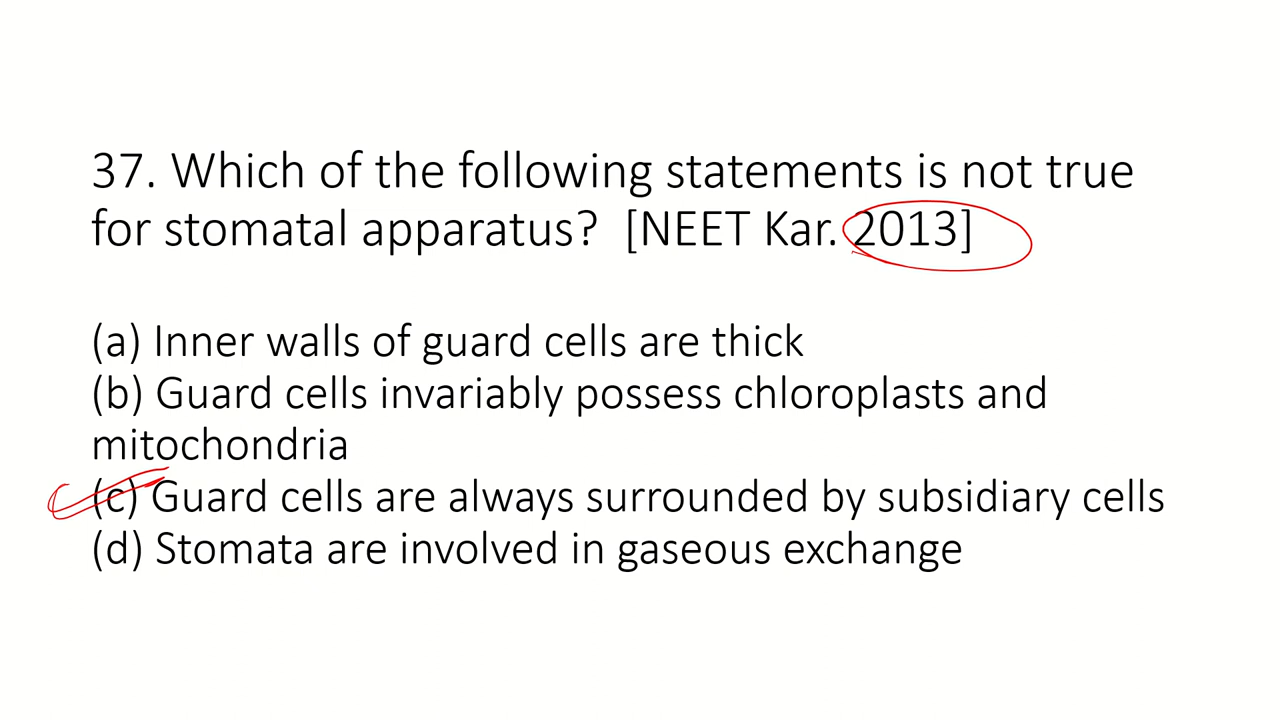 37. Which of the following statements is not true
for stomatal apparatus? [NEET Kar. 2013]
(a) Inner walls of guard cells are thick
(b) Guard cells invariably possess chloroplasts and
mitochondria
(c) Guard cells are always surrounded by subsidiary cells
(d) Stomata are involved in gaseous exchange